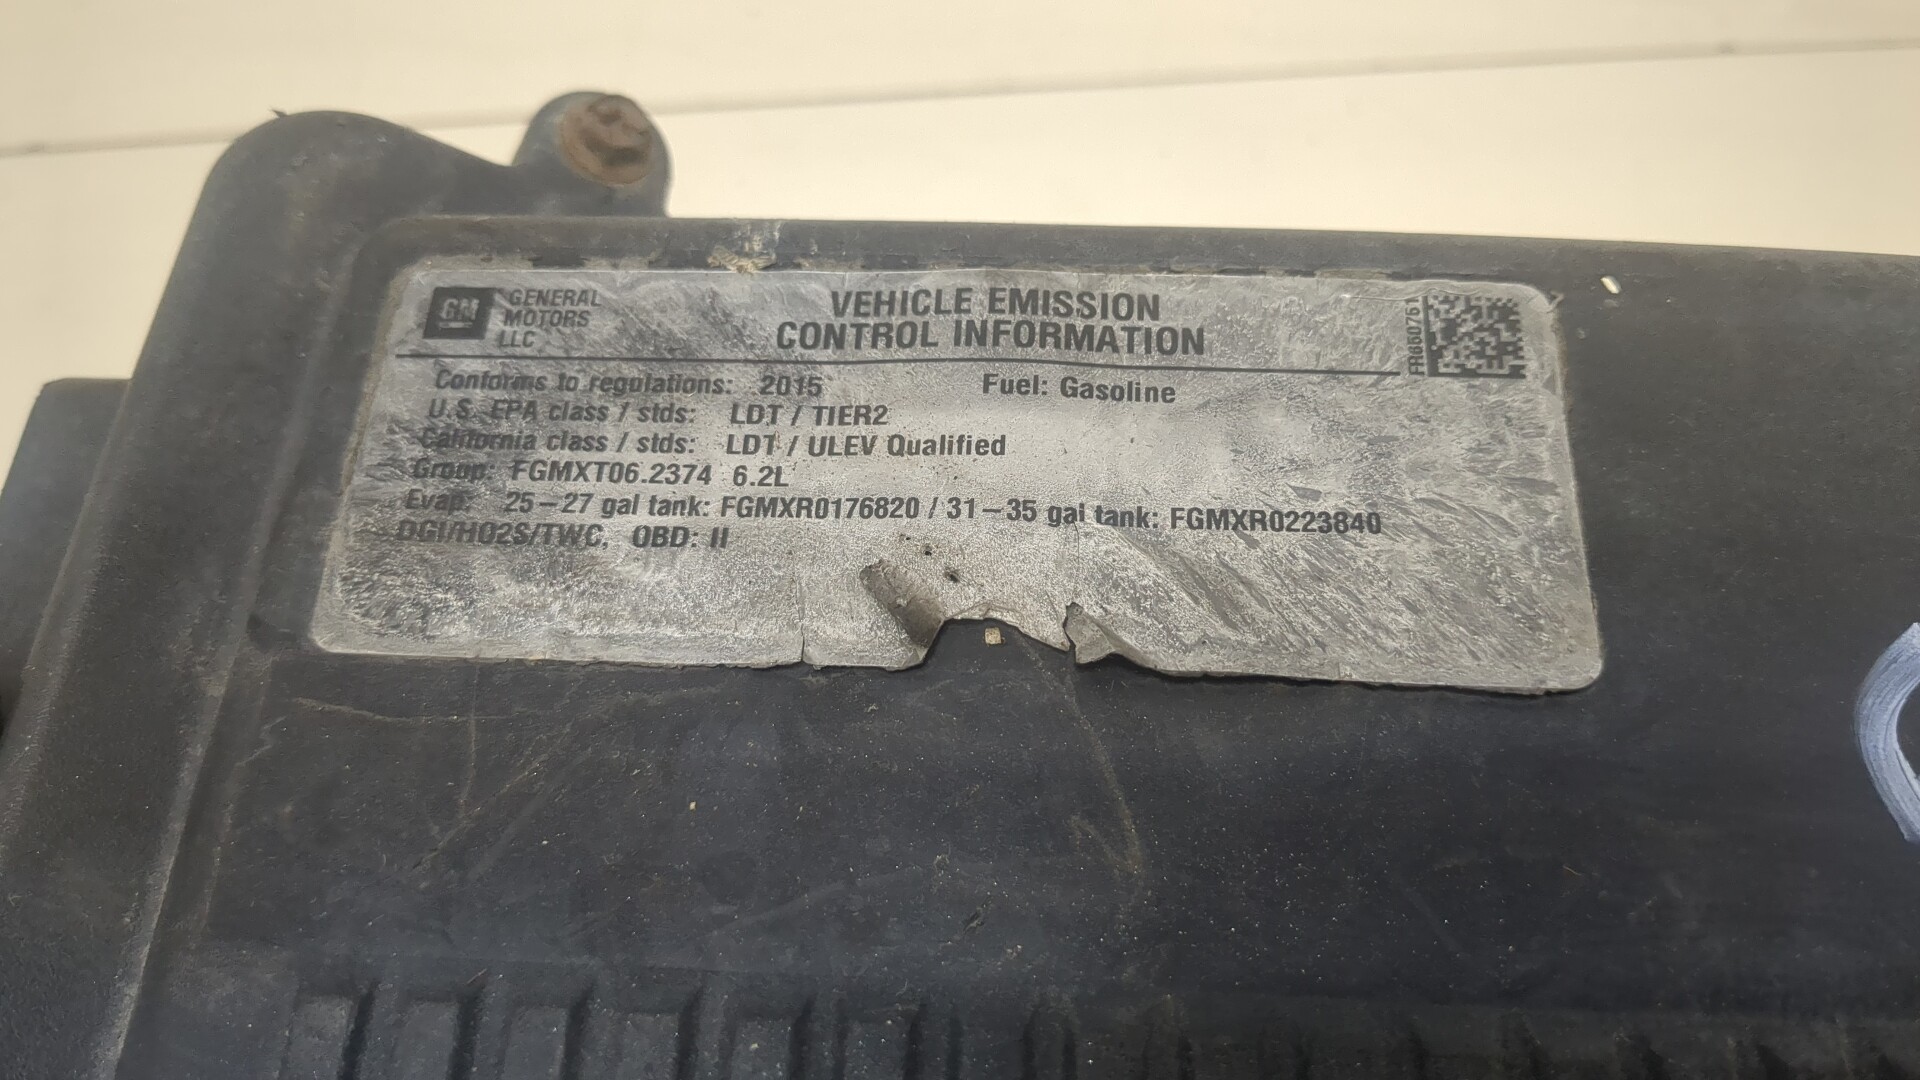 GM
GENERAL
MOTORS
LLC
VEHICLE EMISSION
CONTROL INFORMATION
Conforms to regulations: 2015 Fuel: Gasoline
U.S. EPA class / stds: LDT / TIER2
California class / stds: LDT / ULEV Qualified
Group: FGMXT06.2374 6.2L
Evap: 25–27 gal tank: FGMXR0176820 / 31–35 gal tank: FGMXR0223840
DGI/HO2S/TWC, OBD: II